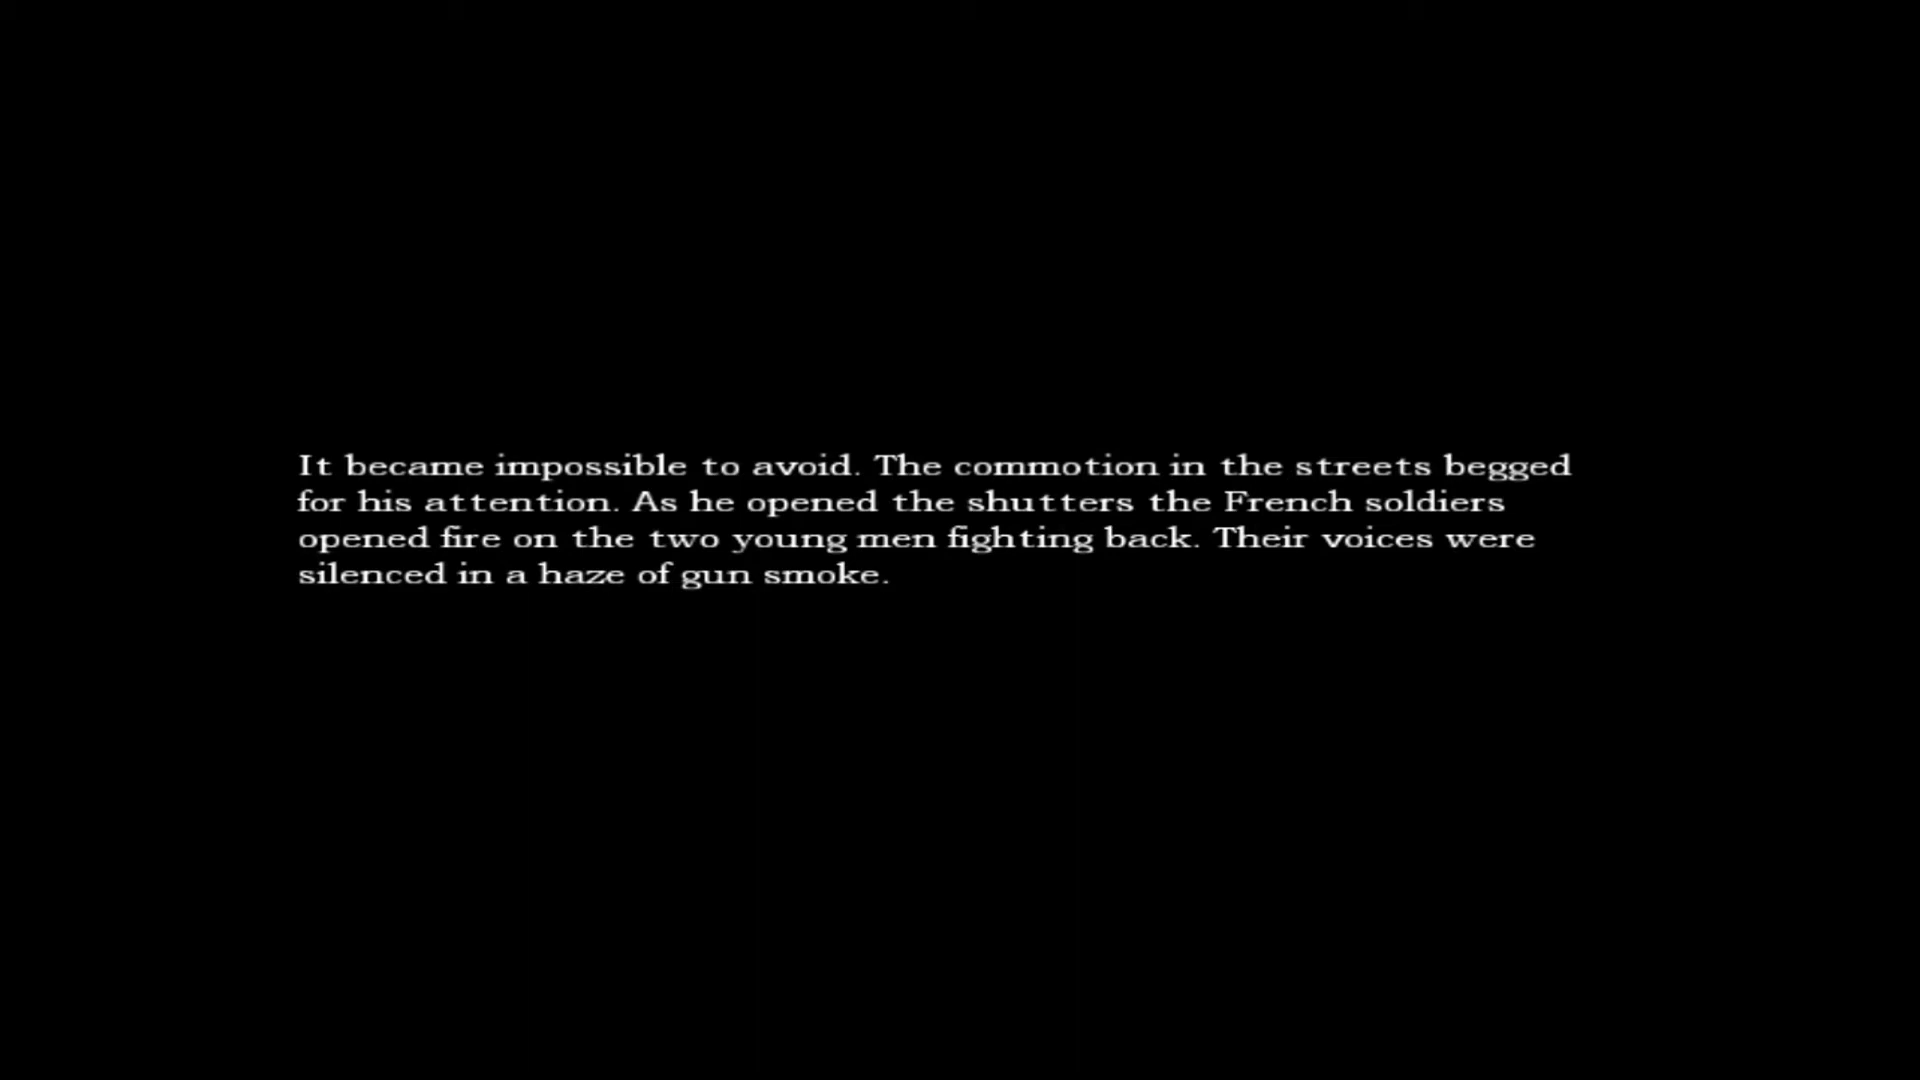 It became impossible to avoid. The commotion in the streets begged
for his attention. As he opened the shutters the French soldiers
opened fire on the two young men fighting back. Their voices were
silenced in a haze of gun smoke.